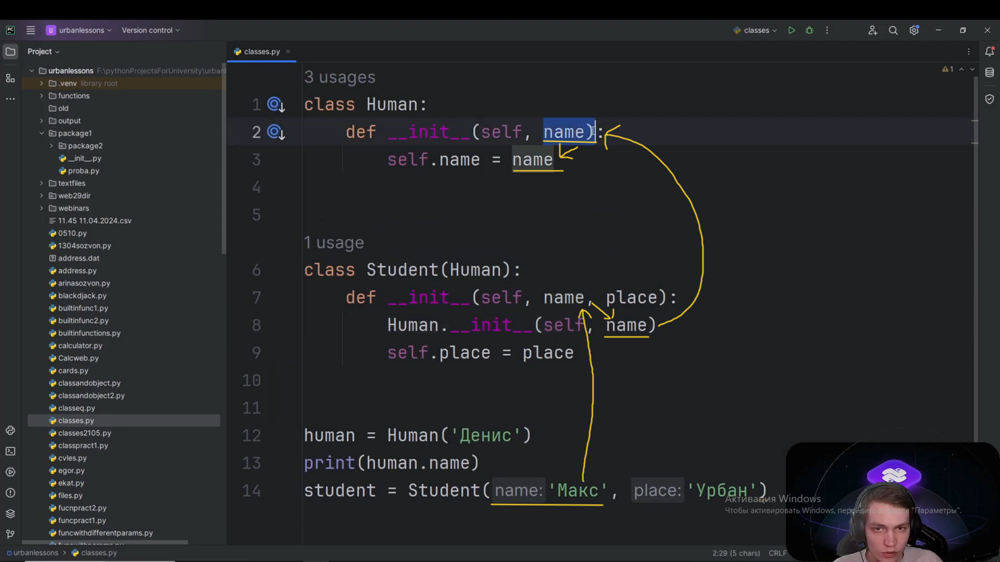 PC
U urbanlessons
Version control
classes
Project
classes.py
urbanlessons F:\pythonProjectsForUniversity\urban
.venv library root
functions
old
output
package1
package2
__init__.py
proba.py
textfiles
web29dir
webinars
11.45 11.04.2024.csv
0510.py
1304sozvon.py
address.dat
address.py
arinasozvon.py
blackdjack.py
builtinfunc1.py
builtinfunc2.py
builtinfunctions.py
calculator.py
Calcweb.py
cards.py
classandobject.py
classandobject2.py
classeq.py
classes.py
classes2105.py
classpract1.py
cvles.py
egor.py
ekat.py
files.py
fucnpract2.py
funcpract1.py
funcwithdifferentparams.py
funcwithparams.py
1
3 usages
1 class Human:
2 def __init__(self, name):
3 self.name = name
4
5
1 usage
6 class Student(Human):
7 def __init__(self, name, place):
8 Human.__init__(self, name)
9 self.place = place
10
11
12 human = Human('Денис')
13 print(human.name)
14 student = Student(name: 'Макс', place: 'Урбан')
Активация Windows
Чтобы активировать Windows, перейдите в раздел "Параметры".
urbanlessons
classes.py
2:29 (5 chars) CRLF